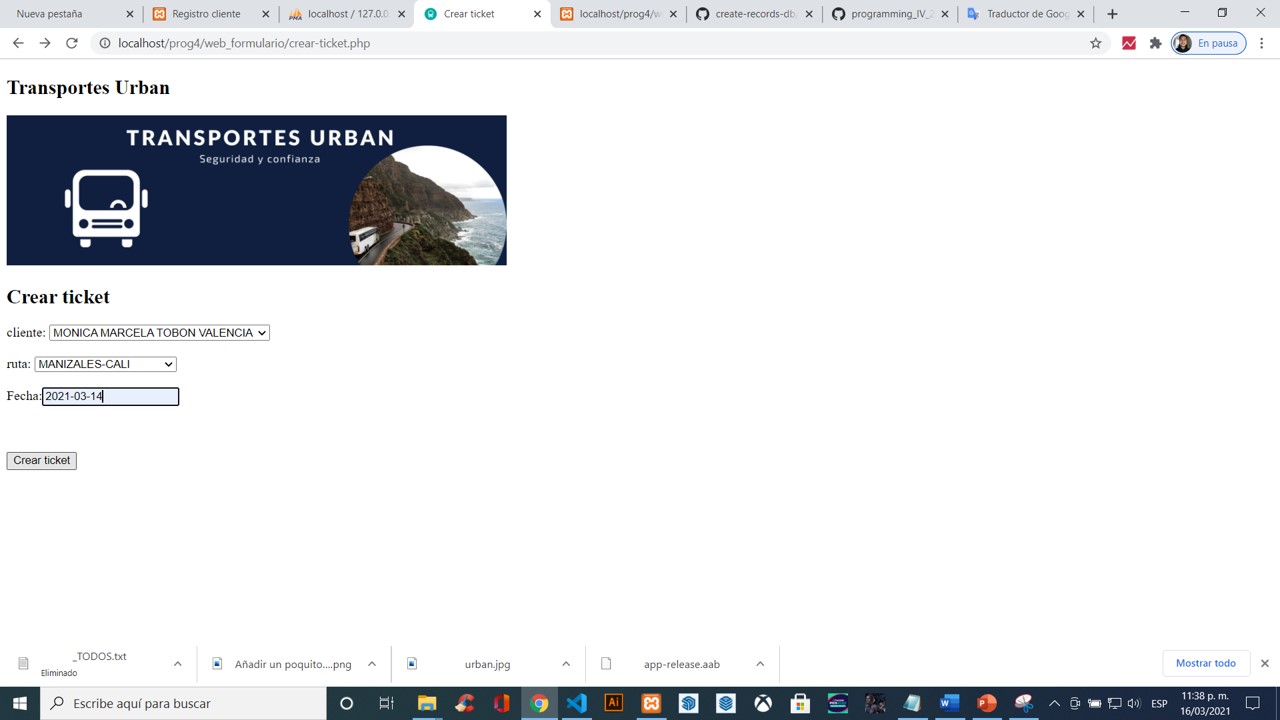 Nueva pestaña
Registro cliente
localhost / 127.0.0.
Crear ticket
localhost/prog4/w
create-records-db
programming_IV_2
Traductor de Goog
localhost/prog4/web_formulario/crear-ticket.php
En pausa
Transportes Urban
TRANSPORTES URBAN
Seguridad y confianza
Crear ticket
cliente: MONICA MARCELA TOBON VALENCIA
ruta: MANIZALES-CALI
Fecha: 2021-03-14
Crear ticket
_TODOS.txt
Eliminado
Añadir un poquito....png
urban.jpg
app-release.aab
Mostrar todo
Escribe aquí para buscar
ESP
11:38 p. m.
16/03/2021